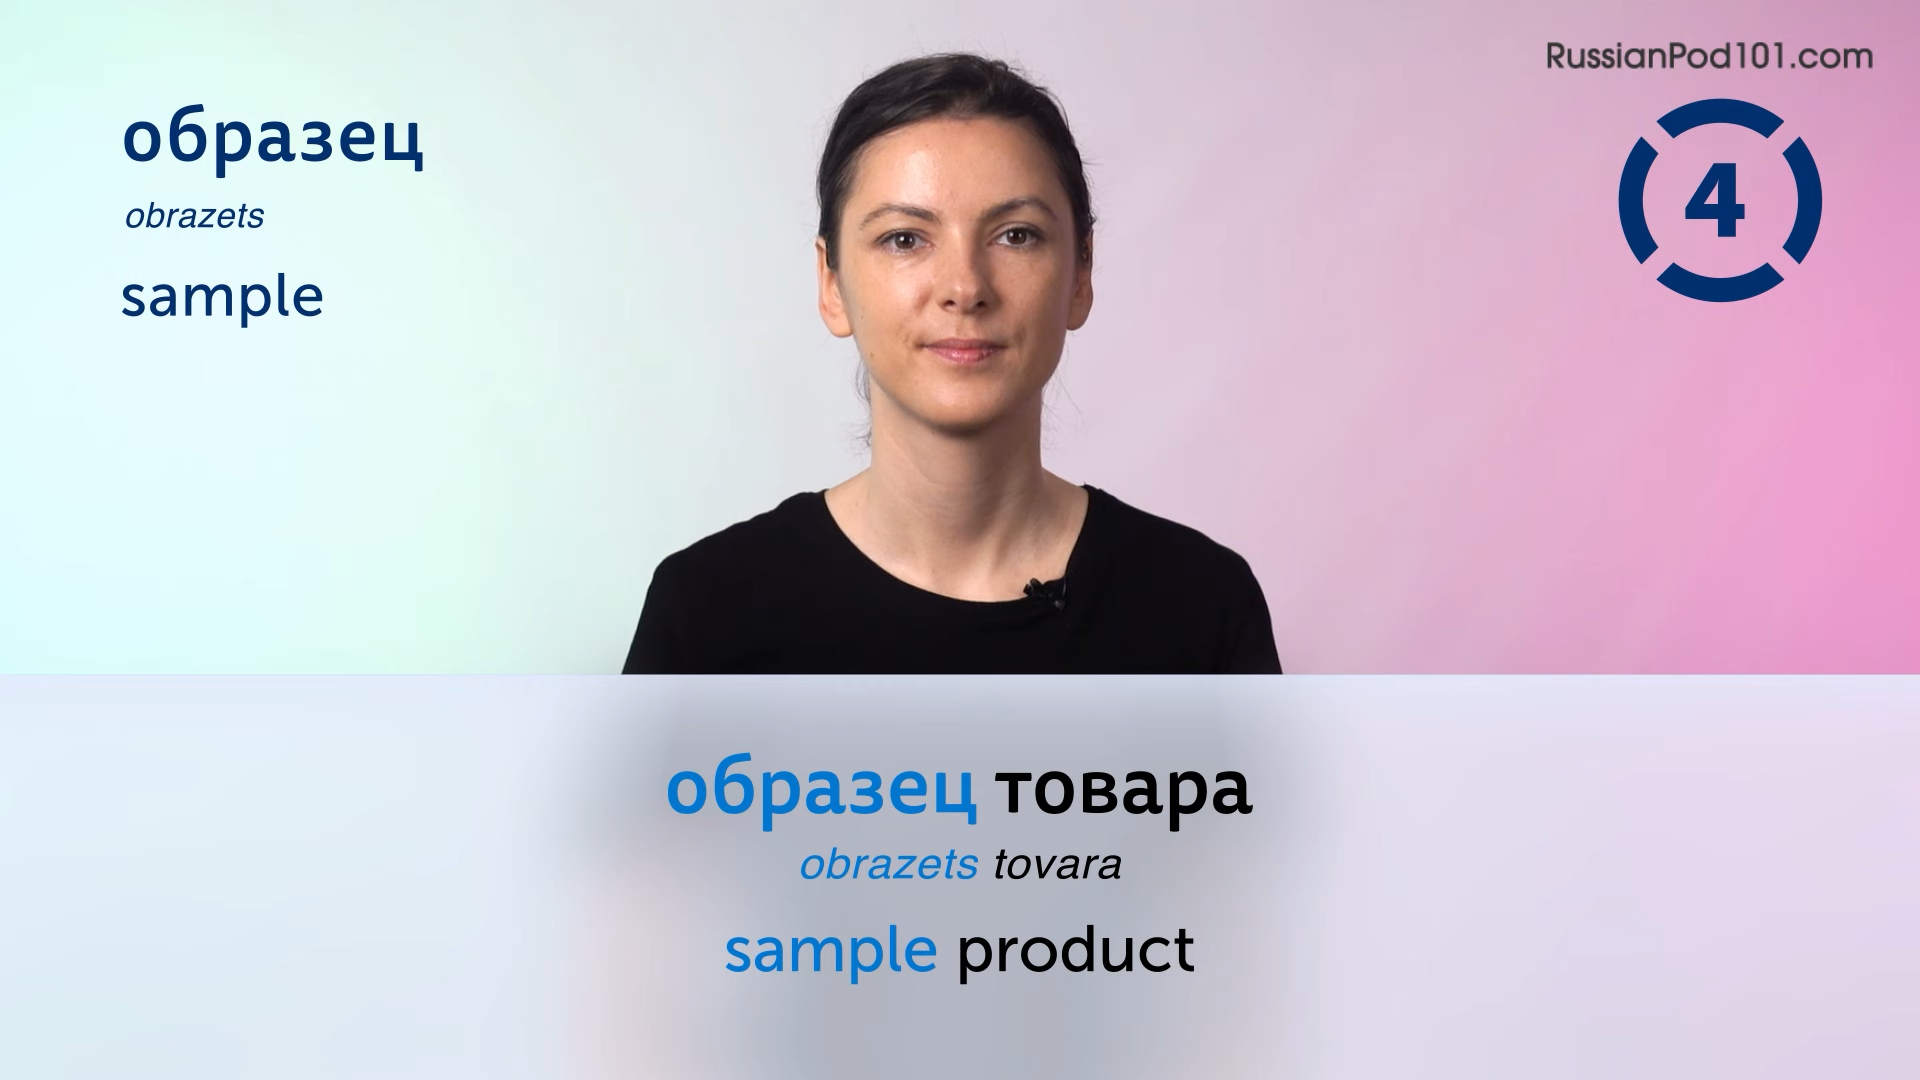 RussianPod101.com
образец
obrazets
sample
4
образец товара
obrazets tovara
sample product